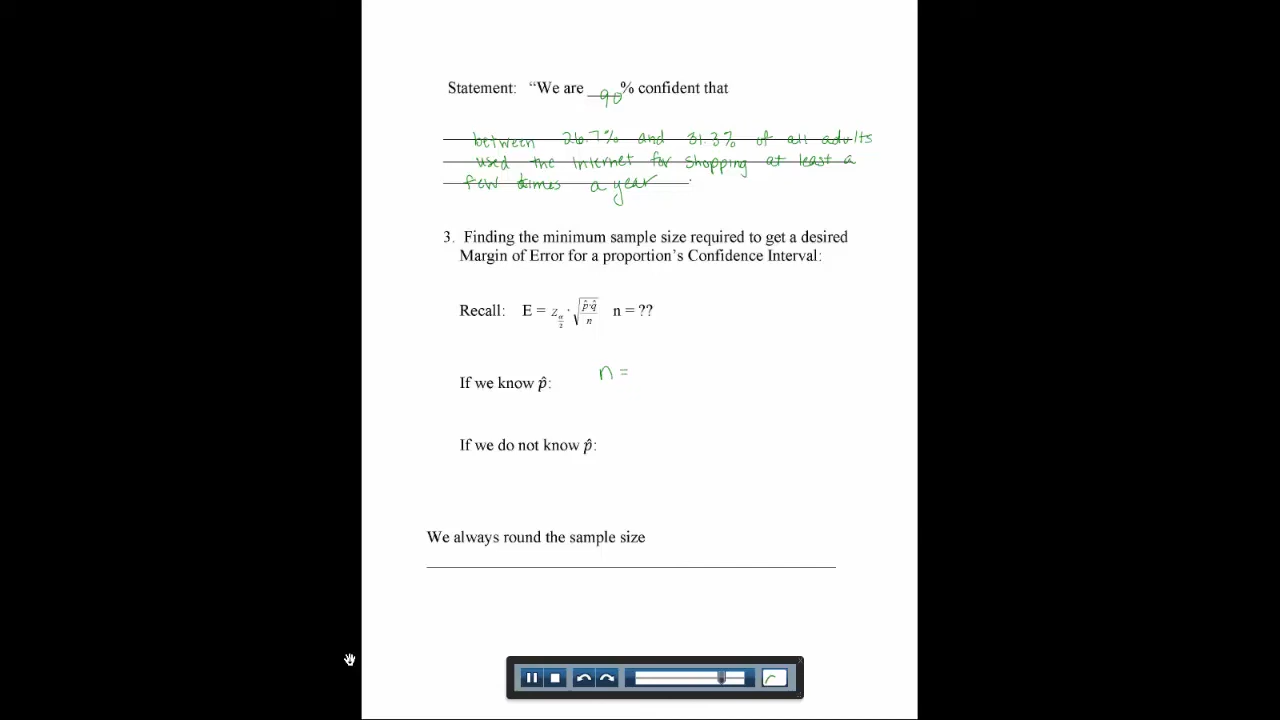 Statement: “We are 90% confident that
between 26.7% and 31.3% of all adults
used the internet for shopping at least a
few times a year.
3. Finding the minimum sample size required to get a desired
Margin of Error for a proportion’s Confidence Interval:
Recall: E = z_{α/2} · √(p̂·q̂/n) n = ??
If we know p̂: n =
If we do not know p̂:
We always round the sample size